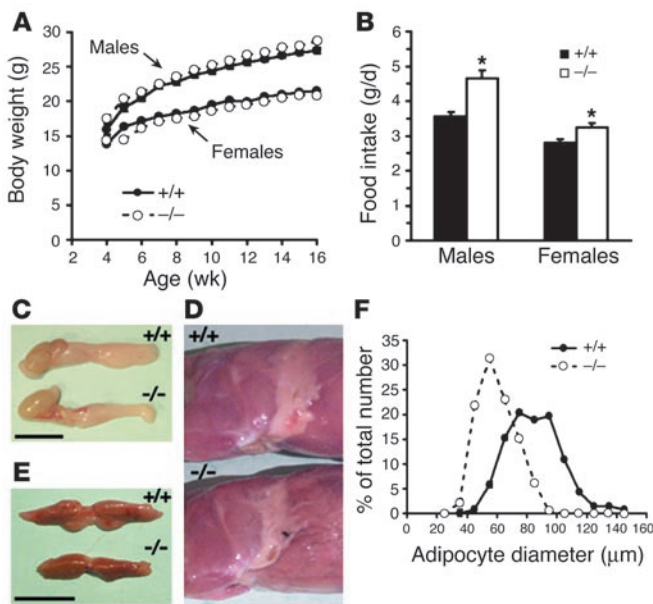 A
Body weight (g)
30
25
20
15
10
5
0
Males
Females
+/+
–/–
2 4 6 8 10 12 14 16
Age (wk)
B
Food intake (g/d)
6
5
4
3
2
1
0
*
*
+/+
–/–
Males Females
C
+/+
-/-
D
+/+
-/-
E
+/+
-/-
F
% of total number
35
30
25
20
15
10
5
0
+/+
–/–
20 40 60 80 100 120 140 160
Adipocyte diameter (μm)